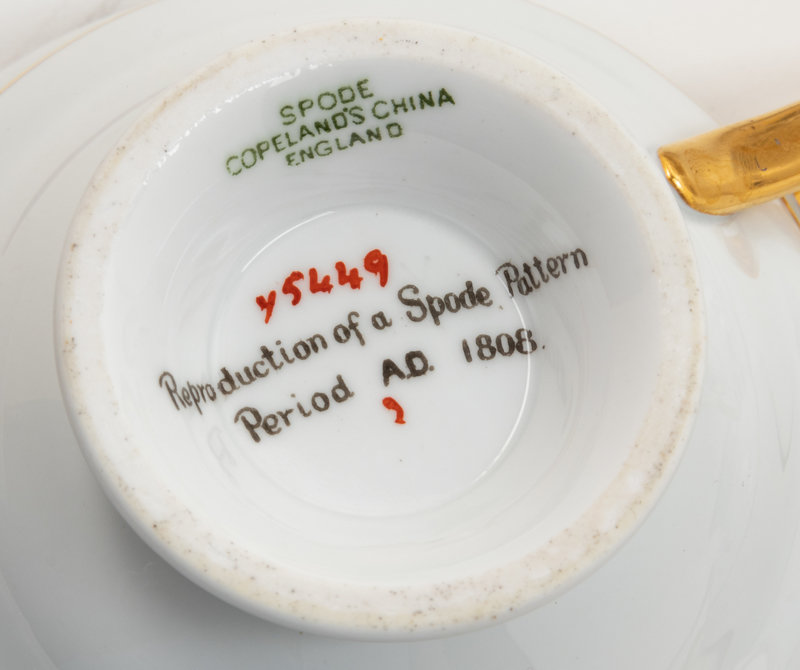 SPODE
COPELAND'S CHINA
ENGLAND
y5449
Reproduction of a Spode Pattern
Period A.D. 1808.